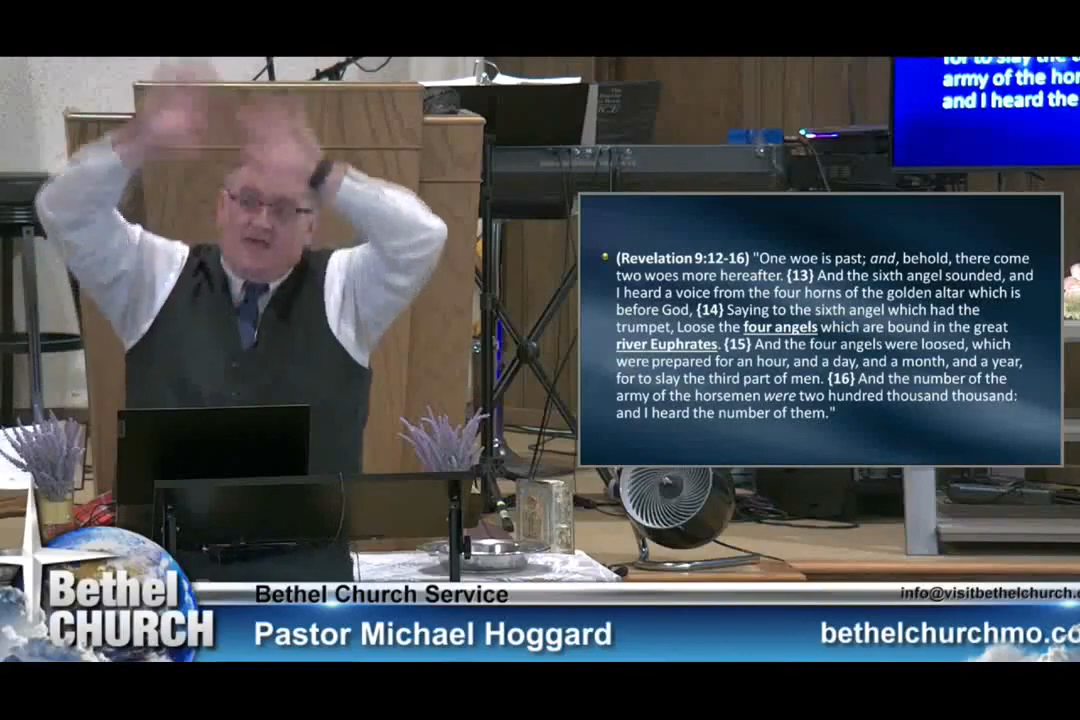 for to slay the
army of the hor
and I heard the
(Revelation 9:12-16) "One woe is past; and, behold, there come
two woes more hereafter. {13} And the sixth angel sounded, and
I heard a voice from the four horns of the golden altar which is
before God, {14} Saying to the sixth angel which had the
trumpet, Loose the four angels which are bound in the great
river Euphrates. {15} And the four angels were loosed, which
were prepared for an hour, and a day, and a month, and a year,
for to slay the third part of men. {16} And the number of the
army of the horsemen were two hundred thousand thousand:
and I heard the number of them."
Bethel
CHURCH
Bethel Church Service
info@visitbethelchurch.
Pastor Michael Hoggard
bethelchurchmo.co